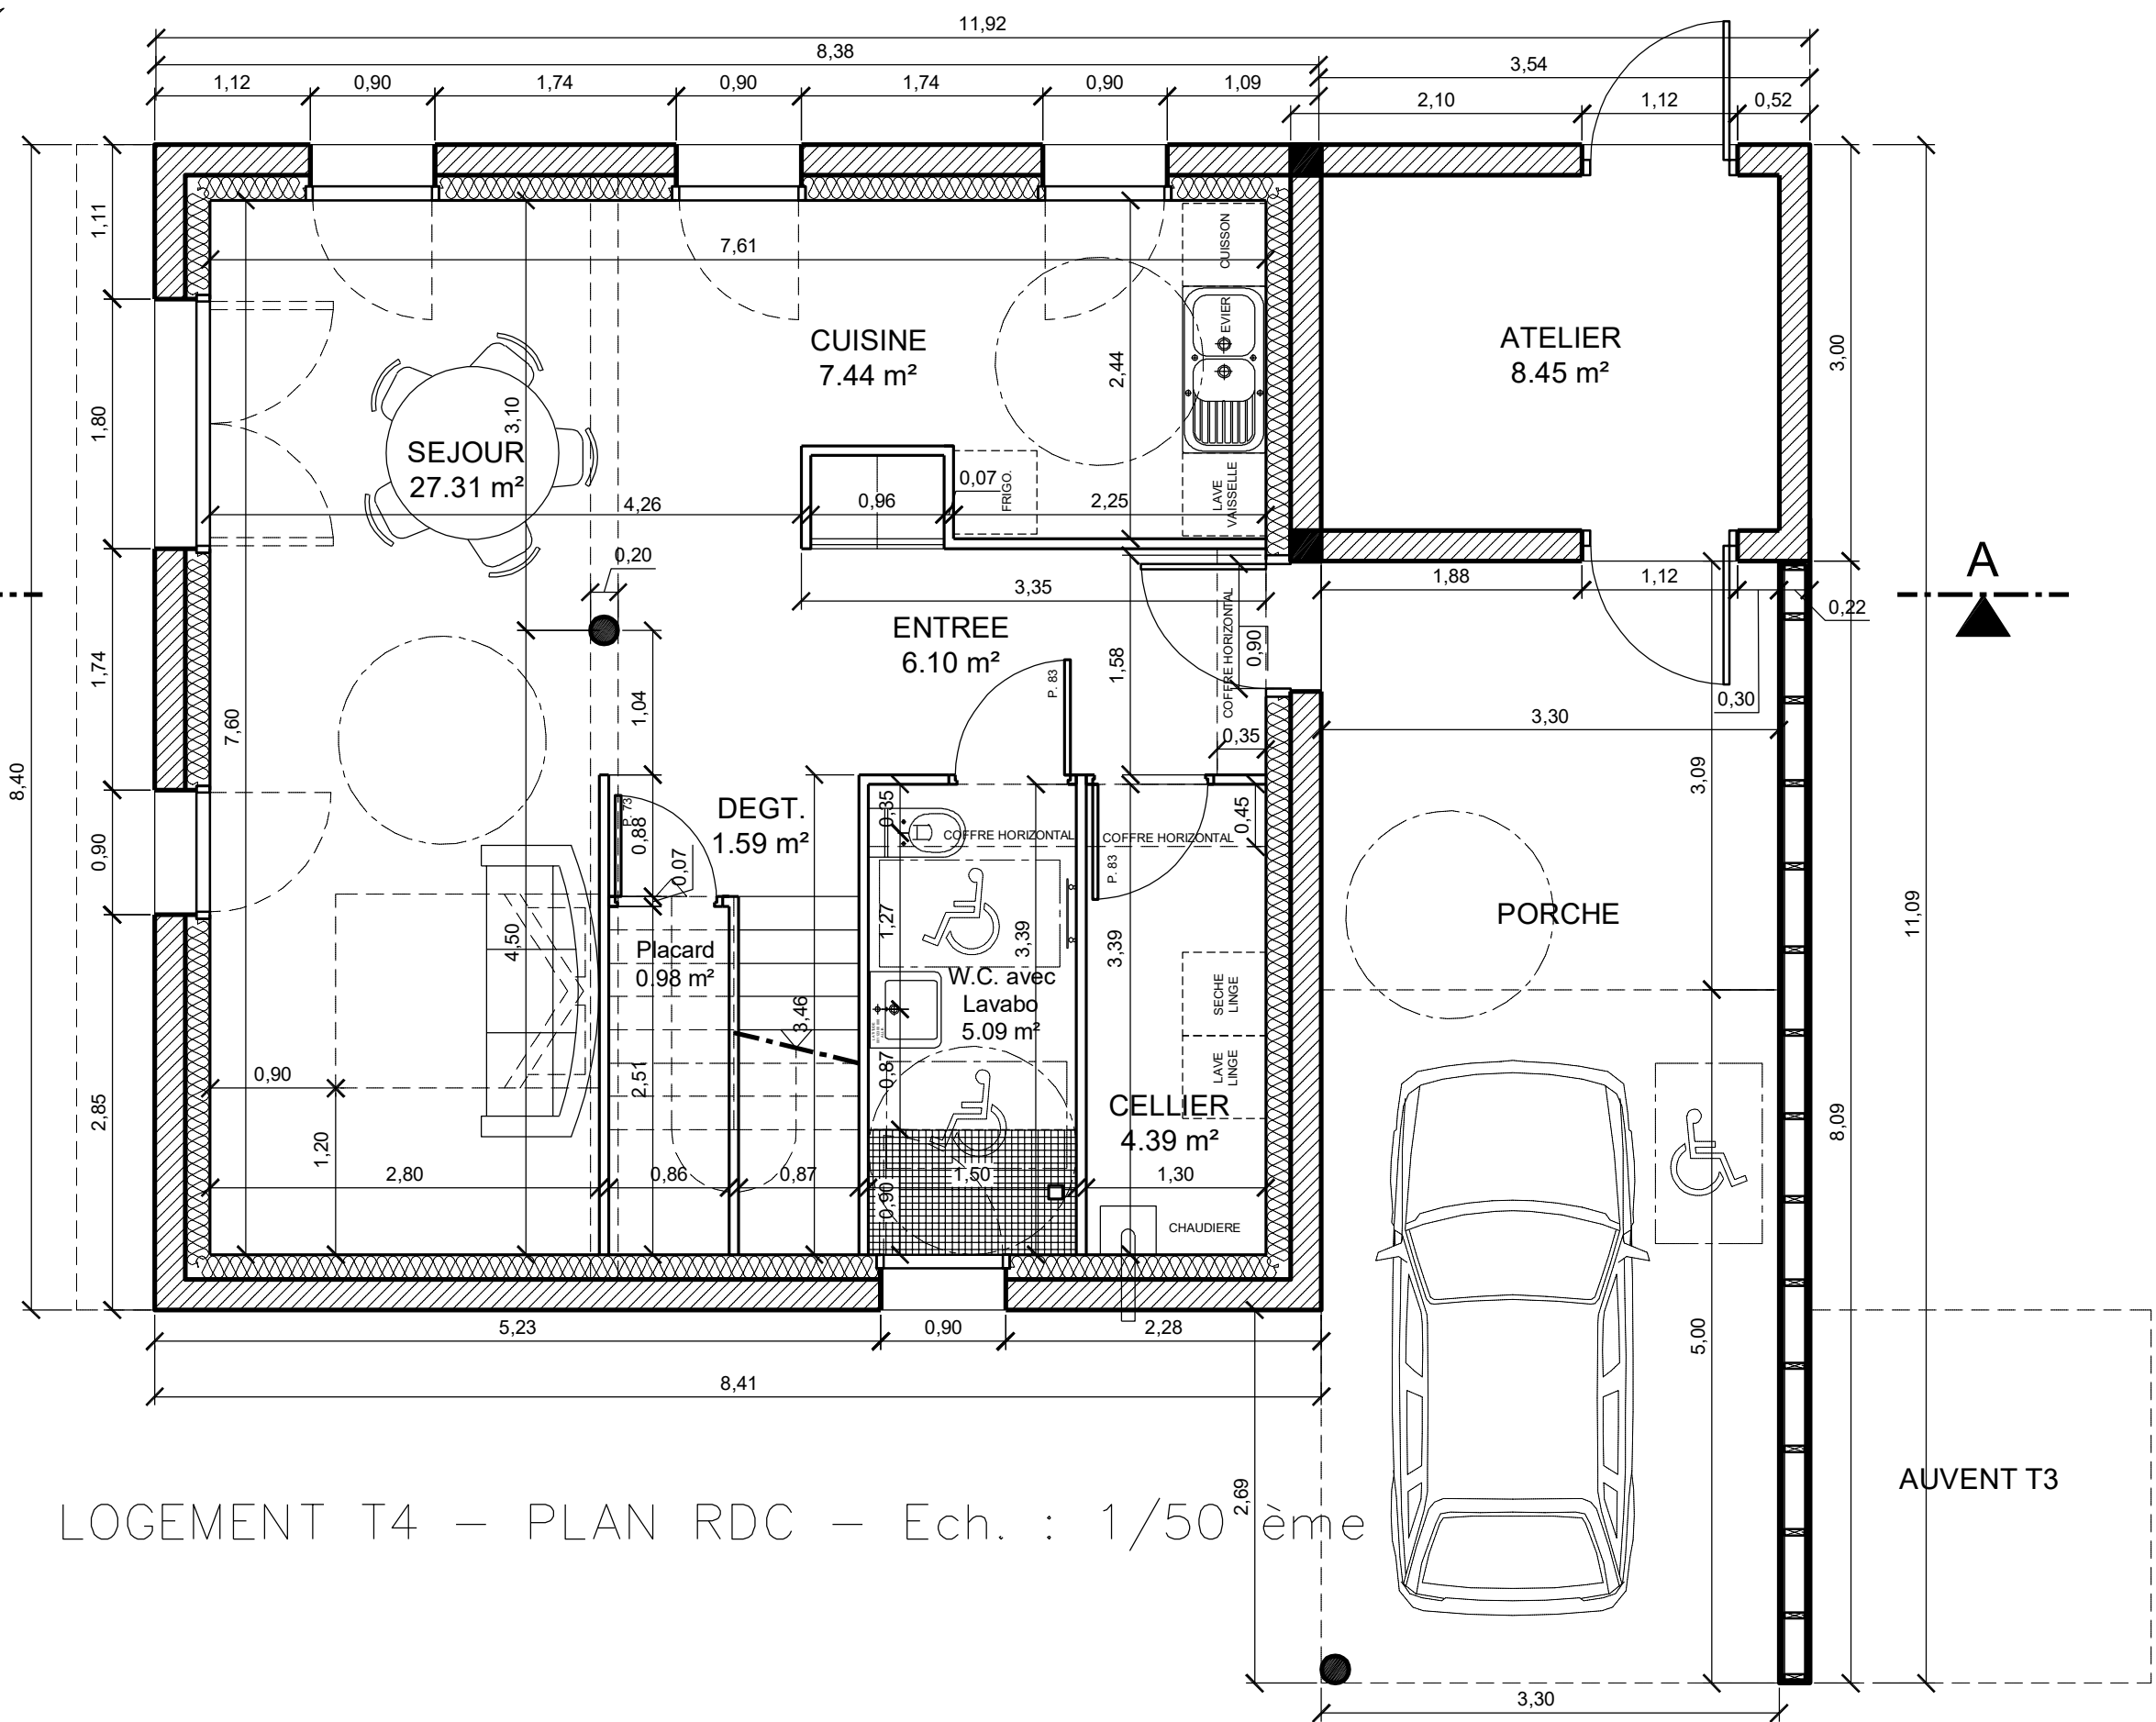 11,92
8,38
3,54
1,12
0,90
1,74
0,90
1,74
0,90
1,09
2,10
1,12
0,52
1,11
1,80
1,74
0,90
2,85
8,40
7,61
CUISINE
7.44 m²
2,44
CUISSON
EVIER
LAVE
VAISSELLE
FRIGO.
ATELIER
8.45 m²
3,00
SEJOUR
27.31 m²
3,10
4,26
0,96
0,07
2,25
0,20
3,35
ENTREE
6.10 m²
1,58
COFFRE HORIZONTAL
0,90
0,35
P. 83
1,88
1,12
0,22
0,30
A
3,30
3,09
7,60
1,04
DEGT.
1.59 m²
P. 73
0,88
0,07
0,35
COFFRE HORIZONTAL
COFFRE HORIZONTAL
0,45
P. 83
PORCHE
11,09
4,50
Placard
0.98 m²
1,27
3,39
3,39
W.C. avec
Lavabo
5.09 m²
SECHE
LINGE
LAVE
LINGE
3,46
0,87
2,51
0,90
1,20
CELLIER
4.39 m²
8,09
2,80
0,86
0,87
0,90
1,50
1,30
CHAUDIERE
5,23
0,90
2,28
8,41
5,00
2,69
AUVENT T3
LOGEMENT T4 - PLAN RDC - Ech. : 1/50 ème
3,30